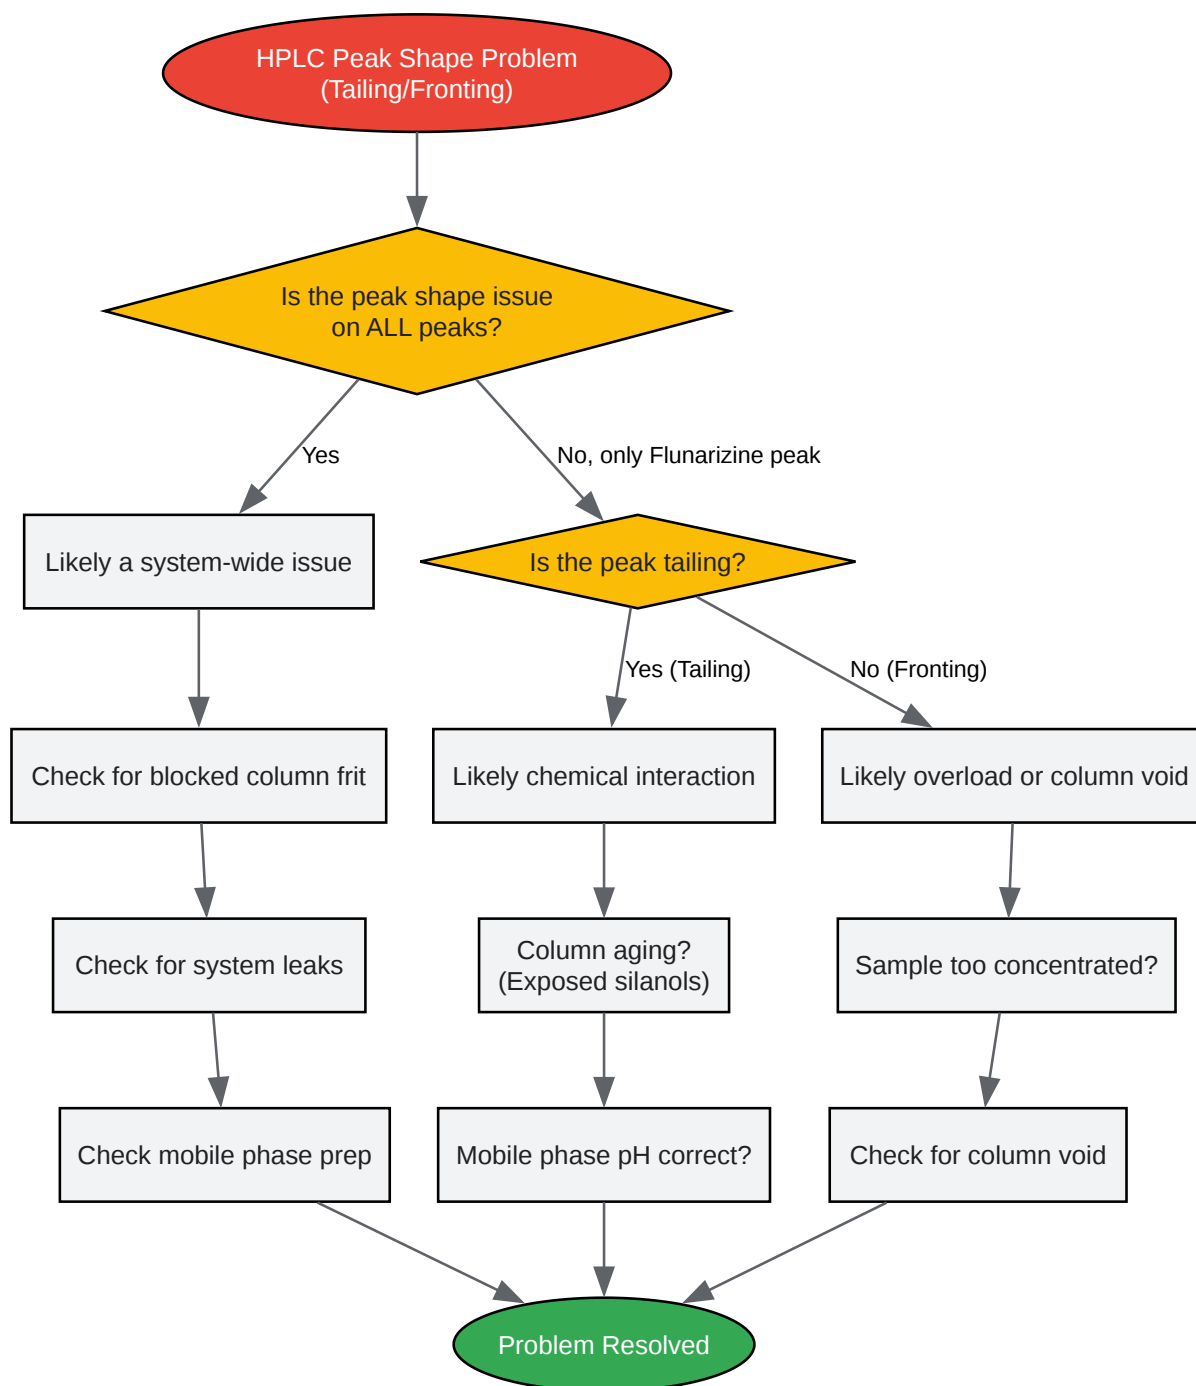 HPLC Peak Shape Problem
(Tailing/Fronting)
Is the peak shape issue
on ALL peaks?
Yes
No, only Flunarizine peak
Likely a system-wide issue
Is the peak tailing?
Yes (Tailing)
No (Fronting)
Check for blocked column frit
Likely chemical interaction
Likely overload or column void
Check for system leaks
Column aging?
(Exposed silanols)
Sample too concentrated?
Check mobile phase prep
Mobile phase pH correct?
Check for column void
Problem Resolved